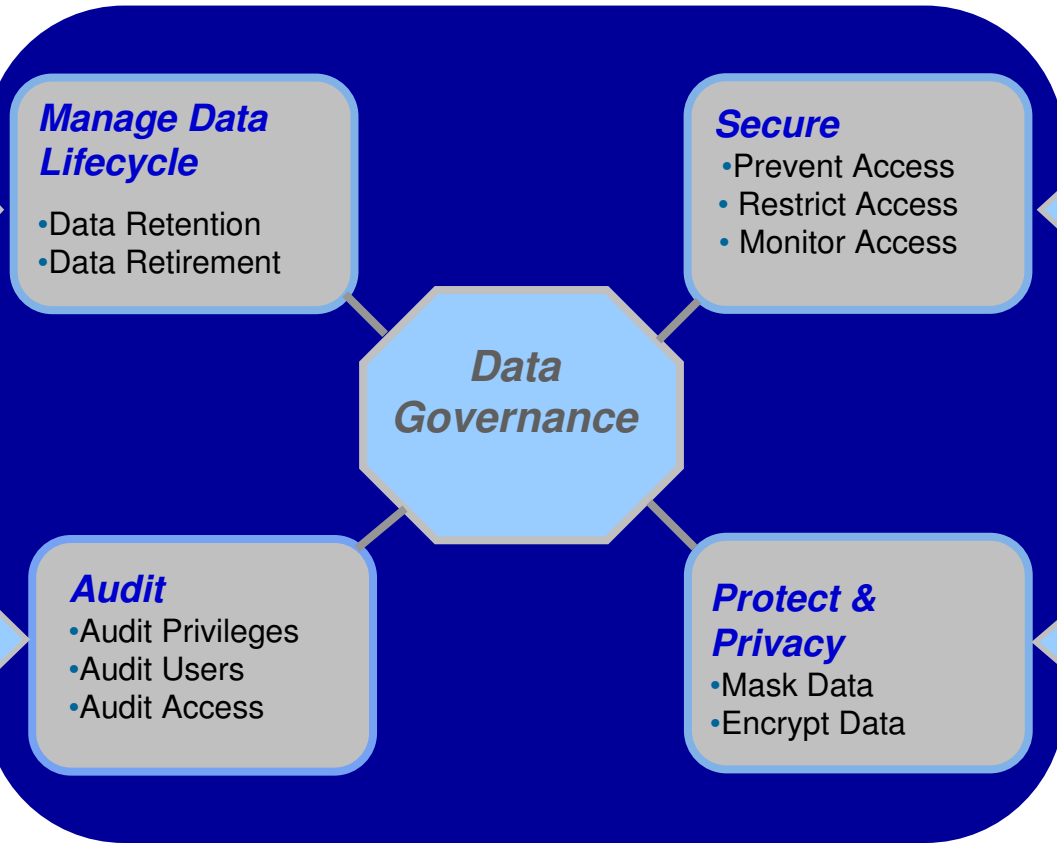 Manage Data
Lifecycle
•Data Retention
•Data Retirement
Secure
•Prevent Access
• Restrict Access
• Monitor Access
Data
Governance
Audit
•Audit Privileges
•Audit Users
•Audit Access
Protect &
Privacy
•Mask Data
•Encrypt Data